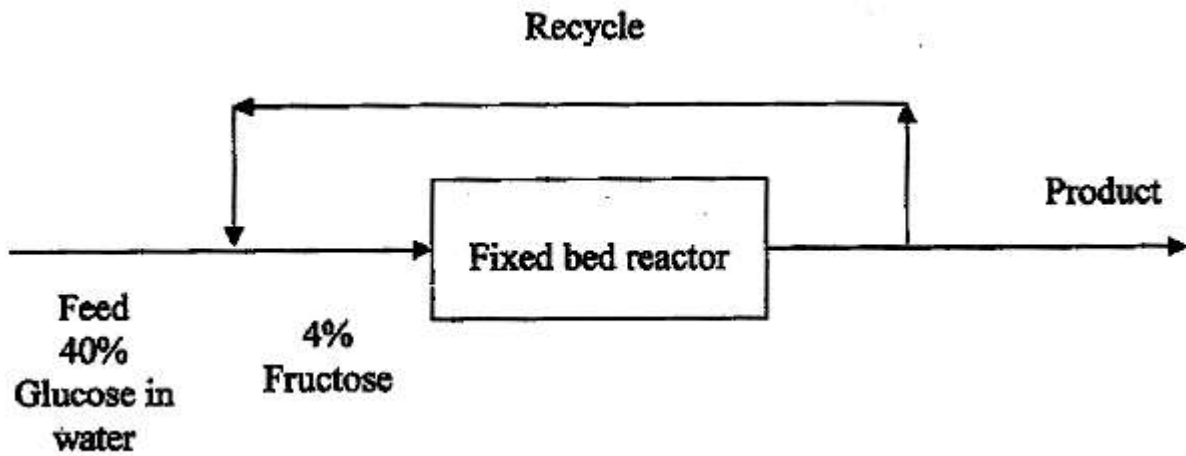 Recycle
Product
Fixed bed reactor
Feed
40%
Glucose in
water
4%
Fructose